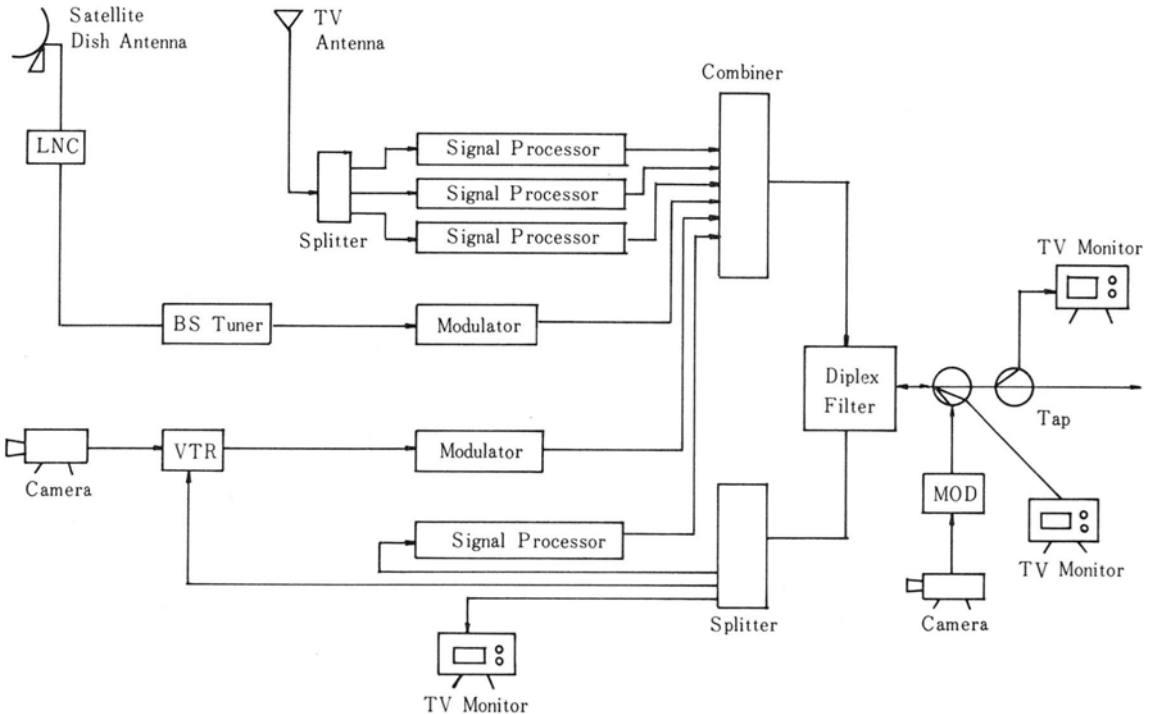 Satellite
Dish Antenna
TV
Antenna
Combiner
LNC
Signal Processor
Signal Processor
Signal Processor
Splitter
TV Monitor
BS Tuner
Modulator
Diplex
Filter
Tap
VTR
Modulator
Camera
MOD
Signal Processor
TV Monitor
Splitter
Camera
TV Monitor